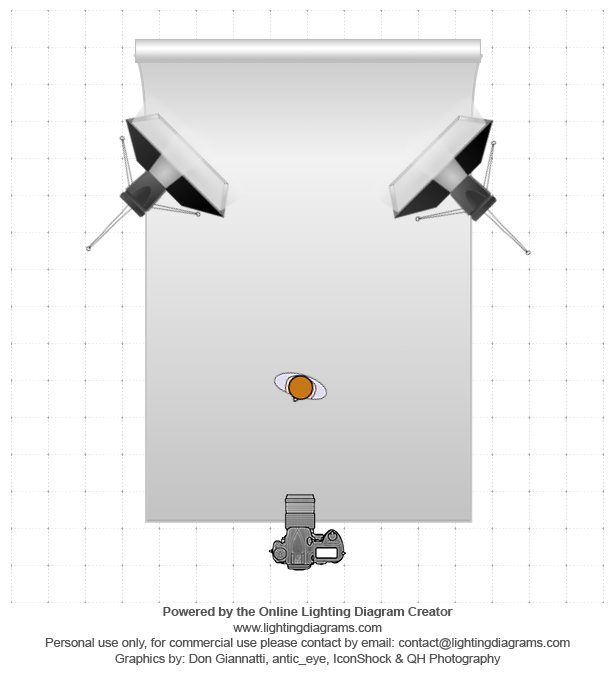 Powered by the Online Lighting Diagram Creator
www.lightingdiagrams.com
Personal use only, for commercial use please contact by email: contact@lightingdiagrams.com
Graphics by: Don Giannatti, antic_eye, IconShock & QH Photography